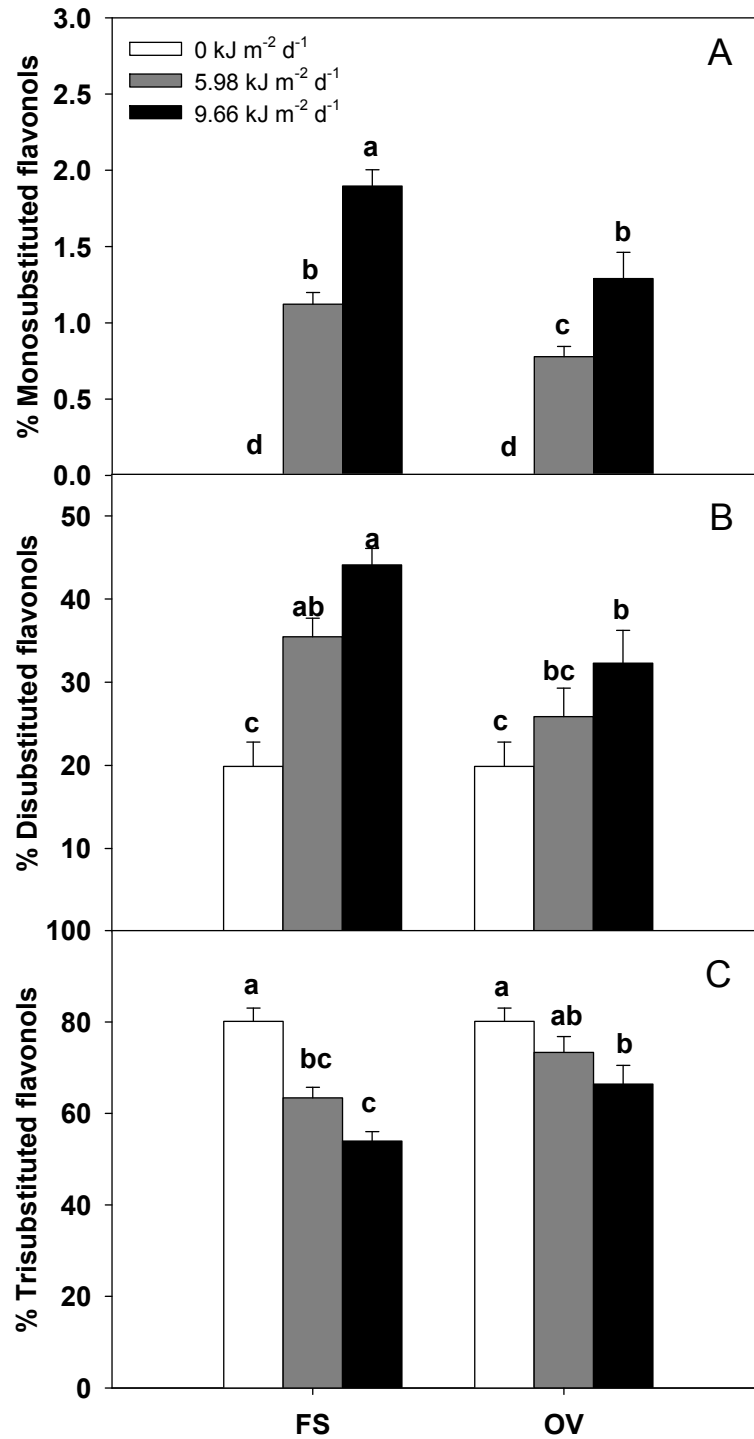 3.0
A
0 kJ m⁻² d⁻¹
5.98 kJ m⁻² d⁻¹
9.66 kJ m⁻² d⁻¹
2.5
2.0
1.5
1.0
0.5
0.0
% Monosubstituted flavonols
d
b
a
d
c
b
B
50
40
30
20
10
% Disubstituted flavonols
c
ab
a
c
bc
b
100
C
80
60
40
20
0
% Trisubstituted flavonols
a
bc
c
a
ab
b
FS
OV